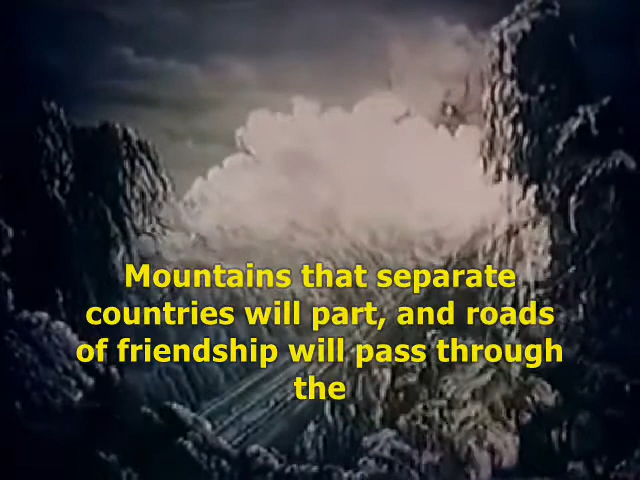 Mountains that separate
countries will part, and roads
of friendship will pass through
the